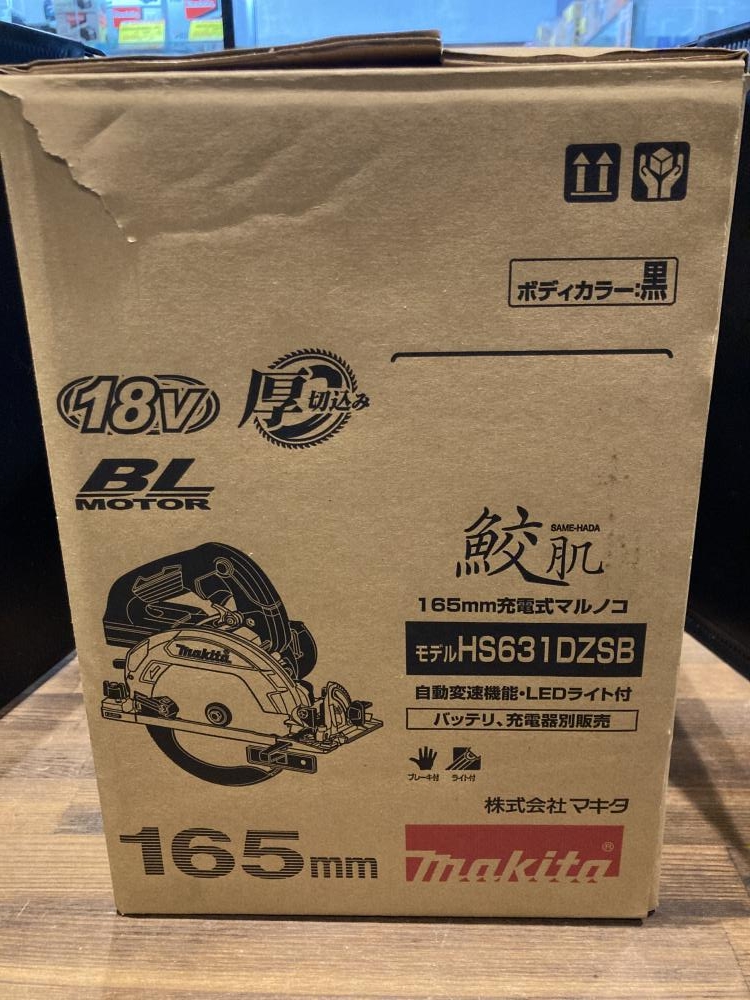 ボディカラー:黒
18V
厚切込み
BL
MOTOR
鮫肌
SAME-HADA
165mm充電式マルノコ
モデルHS631DZSB
自動変速機能・LEDライト付
バッテリ、充電器別販売
makita
ブレーキ付
ライト付
株式会社マキタ
165mm
makita®